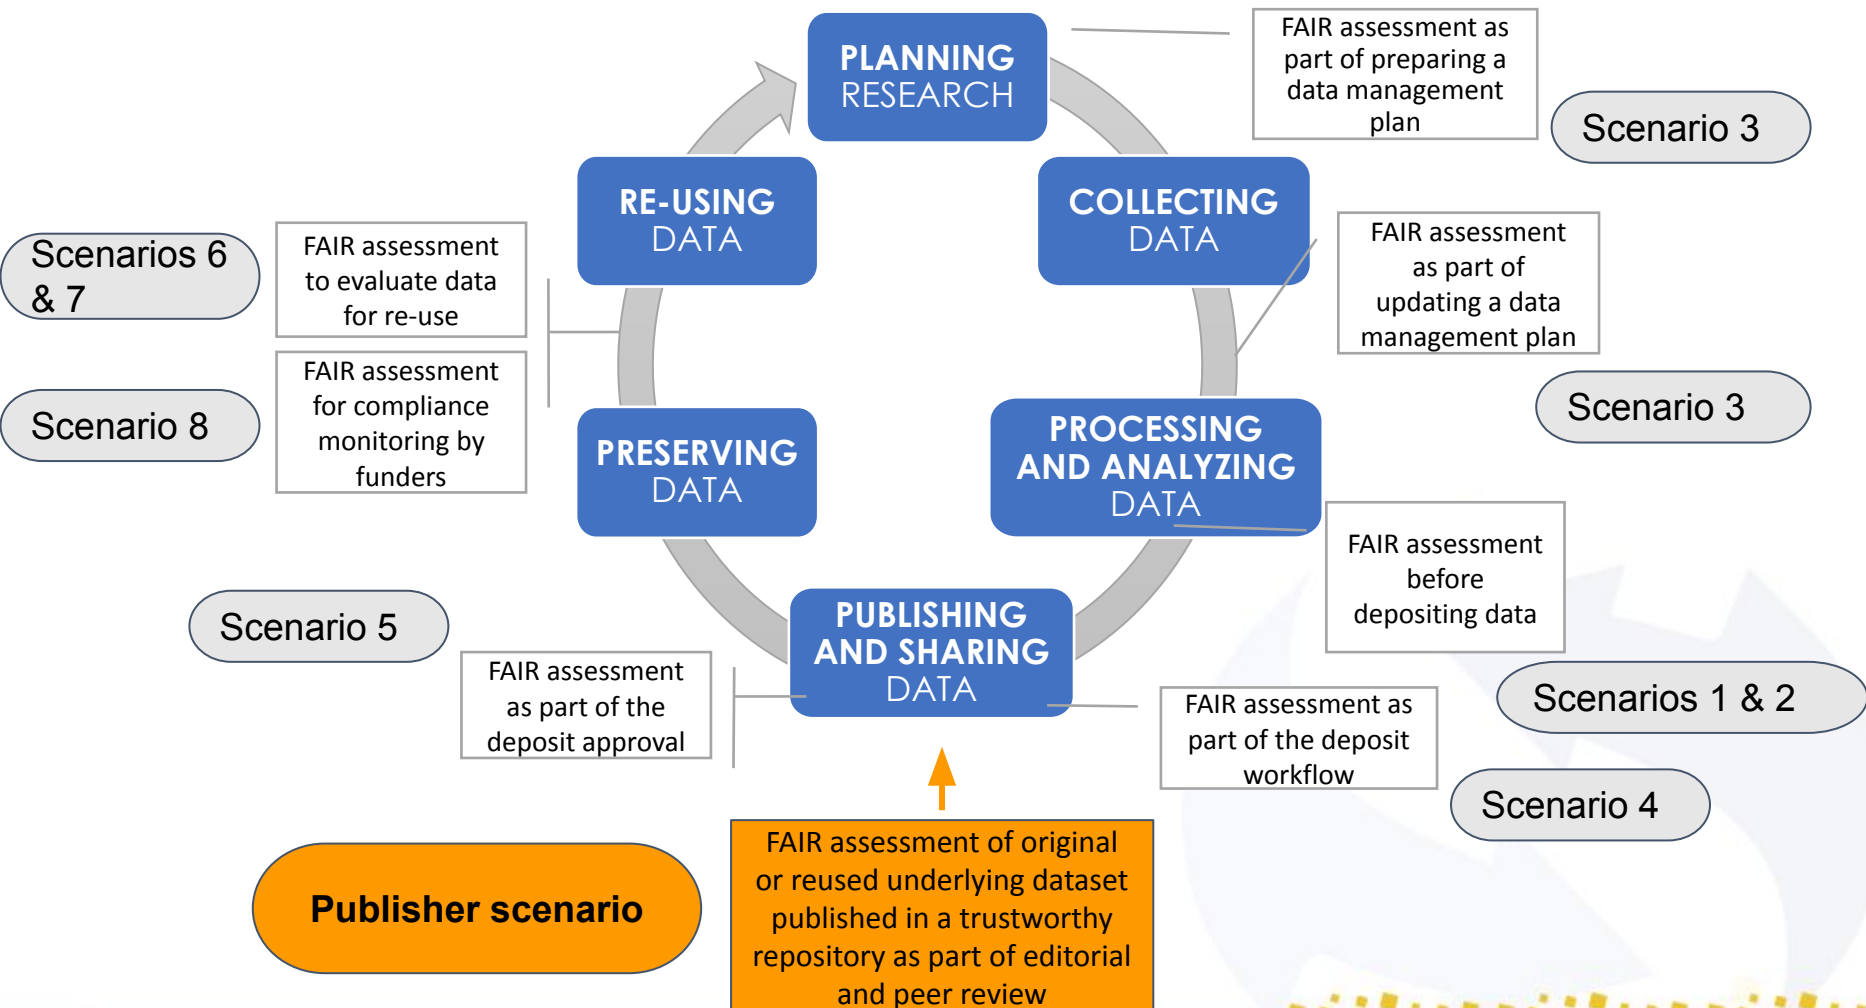 PLANNING
RESEARCH
FAIR assessment as
part of preparing a
data management
plan
Scenario 3
COLLECTING
DATA
FAIR assessment
as part of
updating a data
management plan
Scenario 3
PROCESSING
AND ANALYZING
DATA
FAIR assessment
before
depositing data
Scenarios 1 & 2
PUBLISHING
AND SHARING
DATA
FAIR assessment as
part of the deposit
workflow
Scenario 4
FAIR assessment of original
or reused underlying dataset
published in a trustworthy
repository as part of editorial
and peer review
Publisher scenario
Scenario 5
FAIR assessment
as part of the
deposit approval
PRESERVING
DATA
RE-USING
DATA
Scenarios 6
& 7
FAIR assessment
to evaluate data
for re-use
Scenario 8
FAIR assessment
for compliance
monitoring by
funders